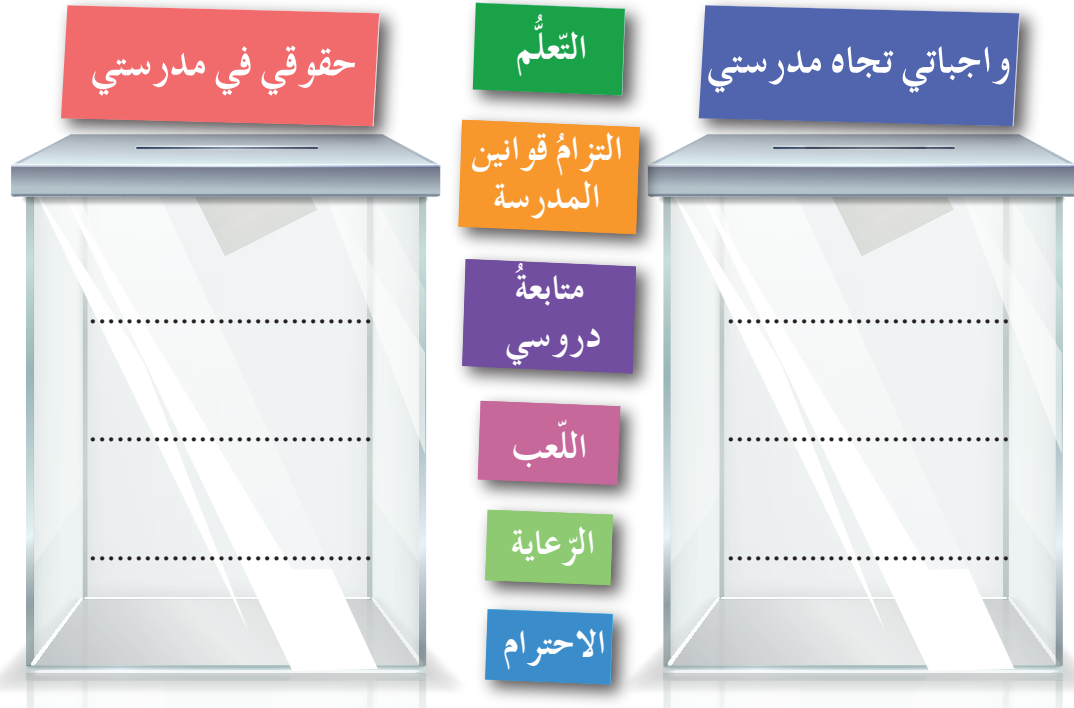 واجباتي تجاه مدرستي
التّعلُّم
حقوقي في مدرستي
التزامُ قوانين
المدرسة
متابعةُ
دروسي
اللّعب
الرّعاية
الاحترام